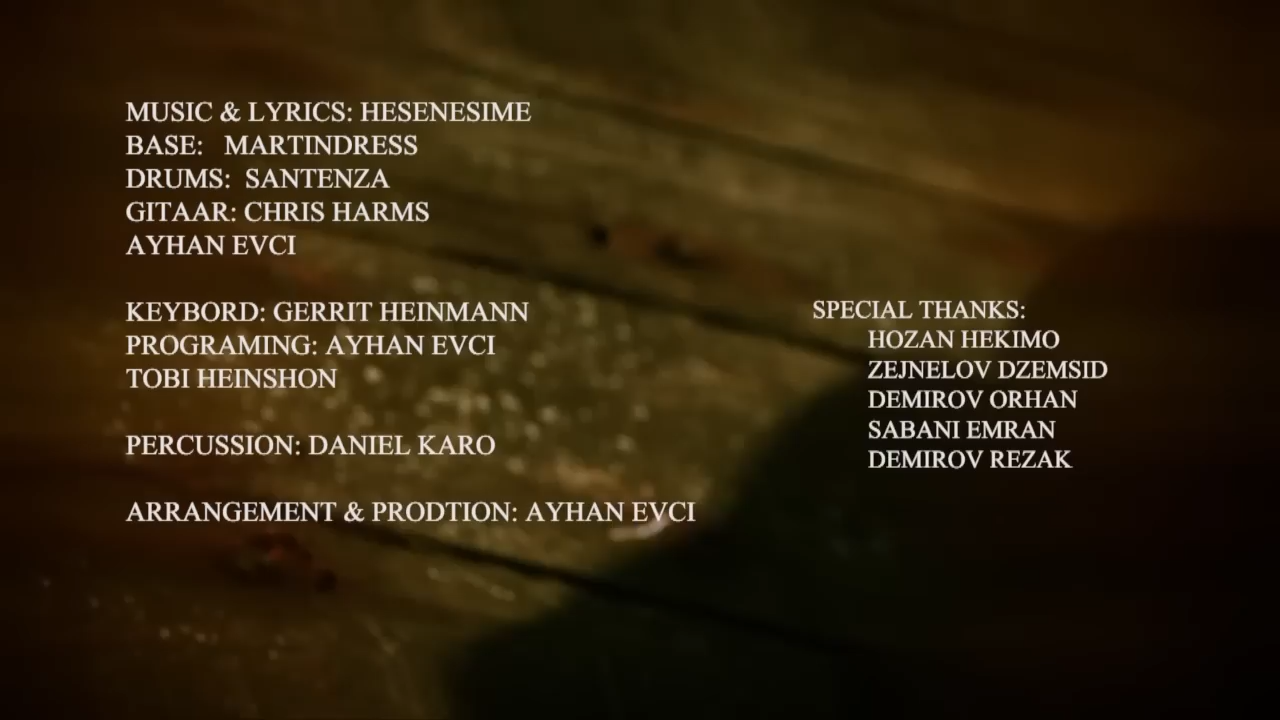 MUSIC & LYRICS: HESENESIME
BASE: MARTINDRESS
DRUMS: SANTENZA
GITAAR: CHRIS HARMS
AYHAN EVCI
KEYBORD: GERRIT HEINMANN
PROGRAMING: AYHAN EVCI
TOBI HEINSHON
PERCUSSION: DANIEL KARO
ARRANGEMENT & PRODTION: AYHAN EVCI
SPECIAL THANKS:
HOZAN HEKIMO
ZEJNELOV DZEMSID
DEMIROV ORHAN
SABANI EMRAN
DEMIROV REZAK